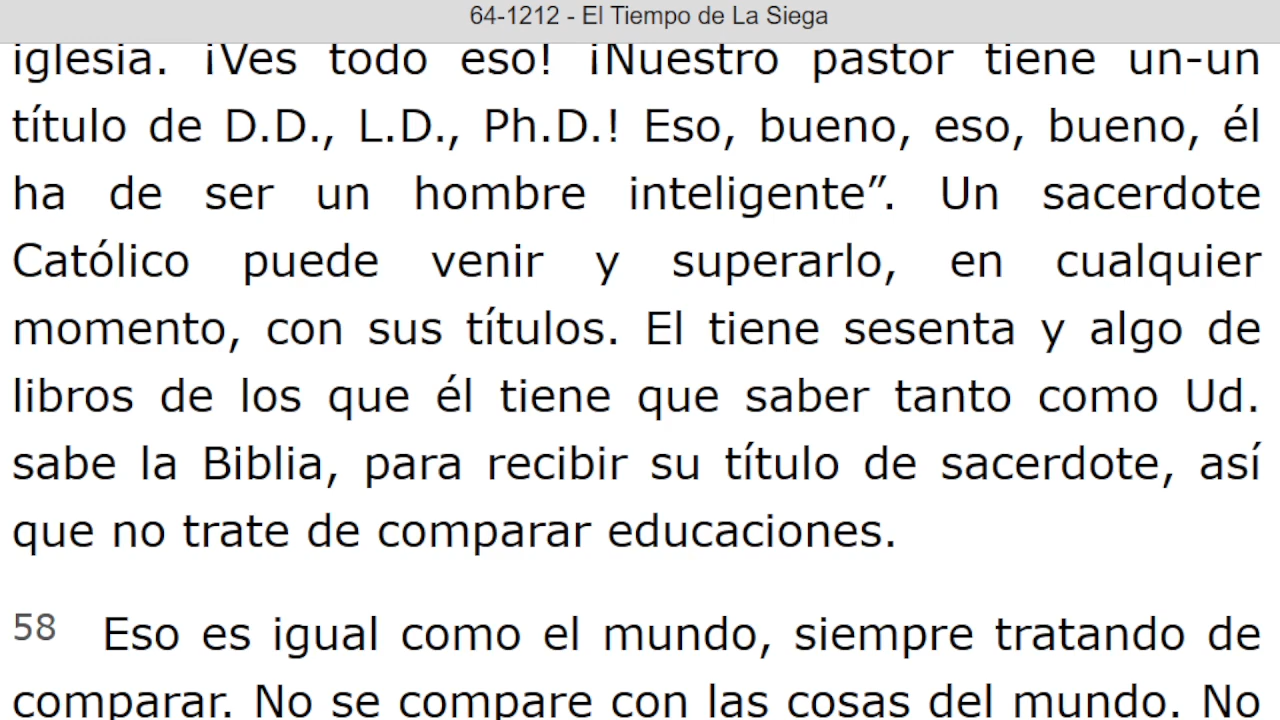 64-1212 - El Tiempo de La Siega
iglesia. ¡Ves todo eso! ¡Nuestro pastor tiene un-un
título de D.D., L.D., Ph.D.! Eso, bueno, eso, bueno, él
ha de ser un hombre inteligente”. Un sacerdote
Católico puede venir y superarlo, en cualquier
momento, con sus títulos. El tiene sesenta y algo de
libros de los que él tiene que saber tanto como Ud.
sabe la Biblia, para recibir su título de sacerdote, así
que no trate de comparar educaciones.
58 Eso es igual como el mundo, siempre tratando de
comparar. No se compare con las cosas del mundo. No